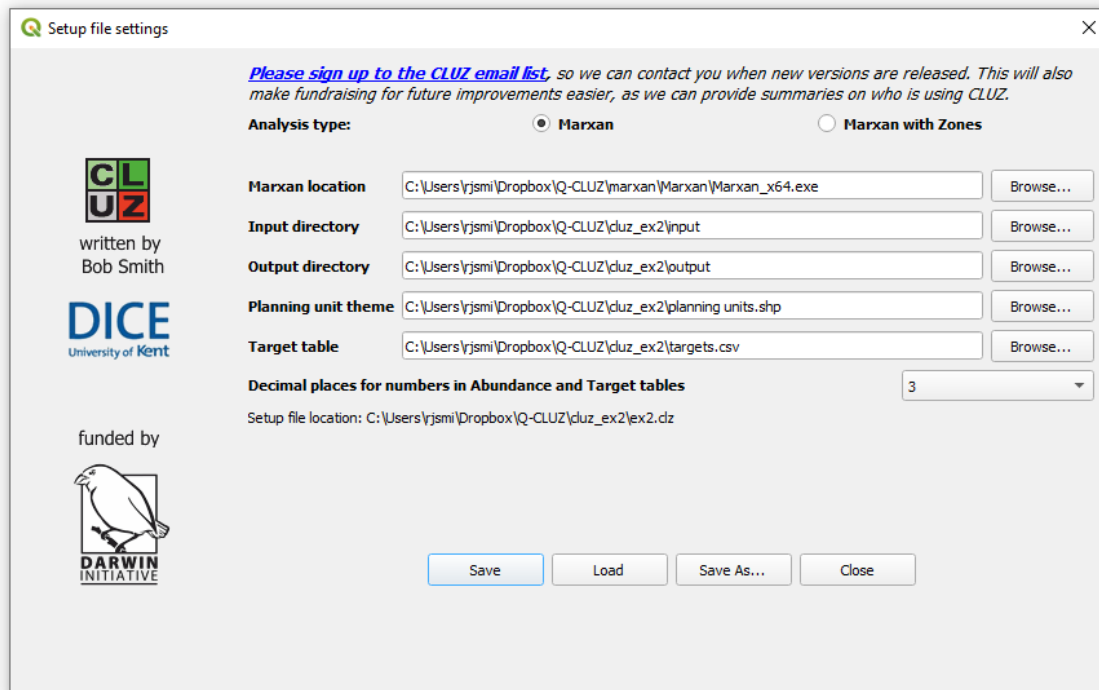 Setup file settings
Please sign up to the CLUZ email list, so we can contact you when new versions are released. This will also
make fundraising for future improvements easier, as we can provide summaries on who is using CLUZ.
Analysis type: Marxan Marxan with Zones
CL
UZ
written by
Bob Smith
DICE
University of Kent
funded by
DARWIN
INITIATIVE
Marxan location C:\Users\rjsmi\Dropbox\Q-CLUZ\marxan\Marxan\Marxan_x64.exe Browse...
Input directory C:\Users\rjsmi\Dropbox\Q-CLUZ\cluz_ex2\input Browse...
Output directory C:\Users\rjsmi\Dropbox\Q-CLUZ\cluz_ex2\output Browse...
Planning unit theme C:\Users\rjsmi\Dropbox\Q-CLUZ\cluz_ex2\planning units.shp Browse...
Target table C:\Users\rjsmi\Dropbox\Q-CLUZ\cluz_ex2\targets.csv Browse...
Decimal places for numbers in Abundance and Target tables 3
Setup file location: C:\Users\rjsmi\Dropbox\Q-CLUZ\cluz_ex2\ex2.clz
Save Load Save As... Close